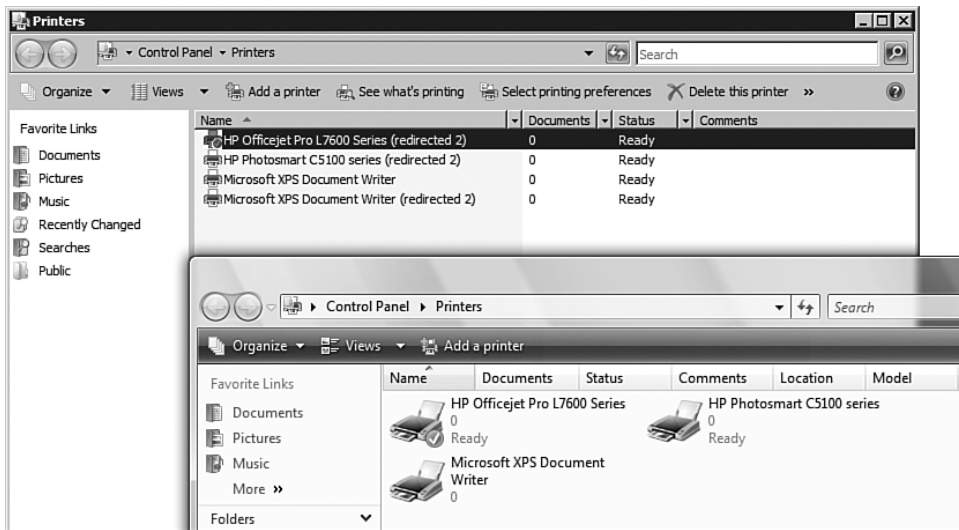 Printers
Control Panel Printers Search
Organize Views Add a printer See what's printing Select printing preferences Delete this printer »
Favorite Links
Documents
Pictures
Music
Recently Changed
Searches
Public
Name Documents Status Comments
HP Officejet Pro L7600 Series (redirected 2) 0 Ready
HP Photosmart C5100 series (redirected 2) 0 Ready
Microsoft XPS Document Writer 0 Ready
Microsoft XPS Document Writer (redirected 2) 0 Ready
Control Panel Printers Search
Organize Views Add a printer
Favorite Links
Documents
Pictures
Music
More »
Folders
Name Documents Status Comments Location Model
HP Officejet Pro L7600 Series
0
Ready
HP Photosmart C5100 series
0
Ready
Microsoft XPS Document
Writer
0